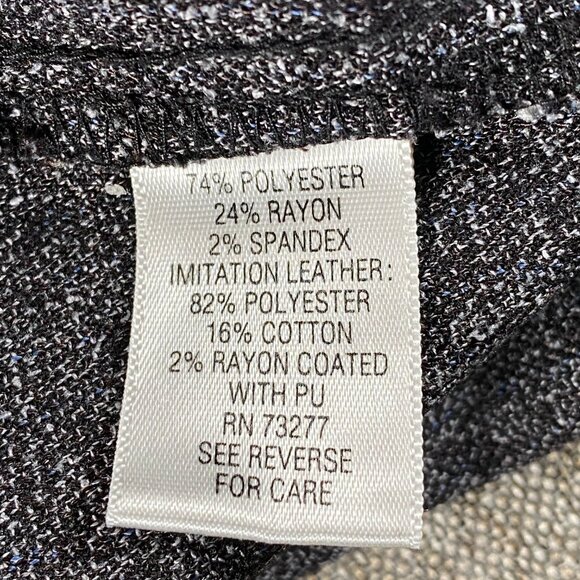 74% POLYESTER
24% RAYON
2% SPANDEX
IMITATION LEATHER:
82% POLYESTER
16% COTTON
2% RAYON COATED
WITH PU
RN 73277
SEE REVERSE
FOR CARE